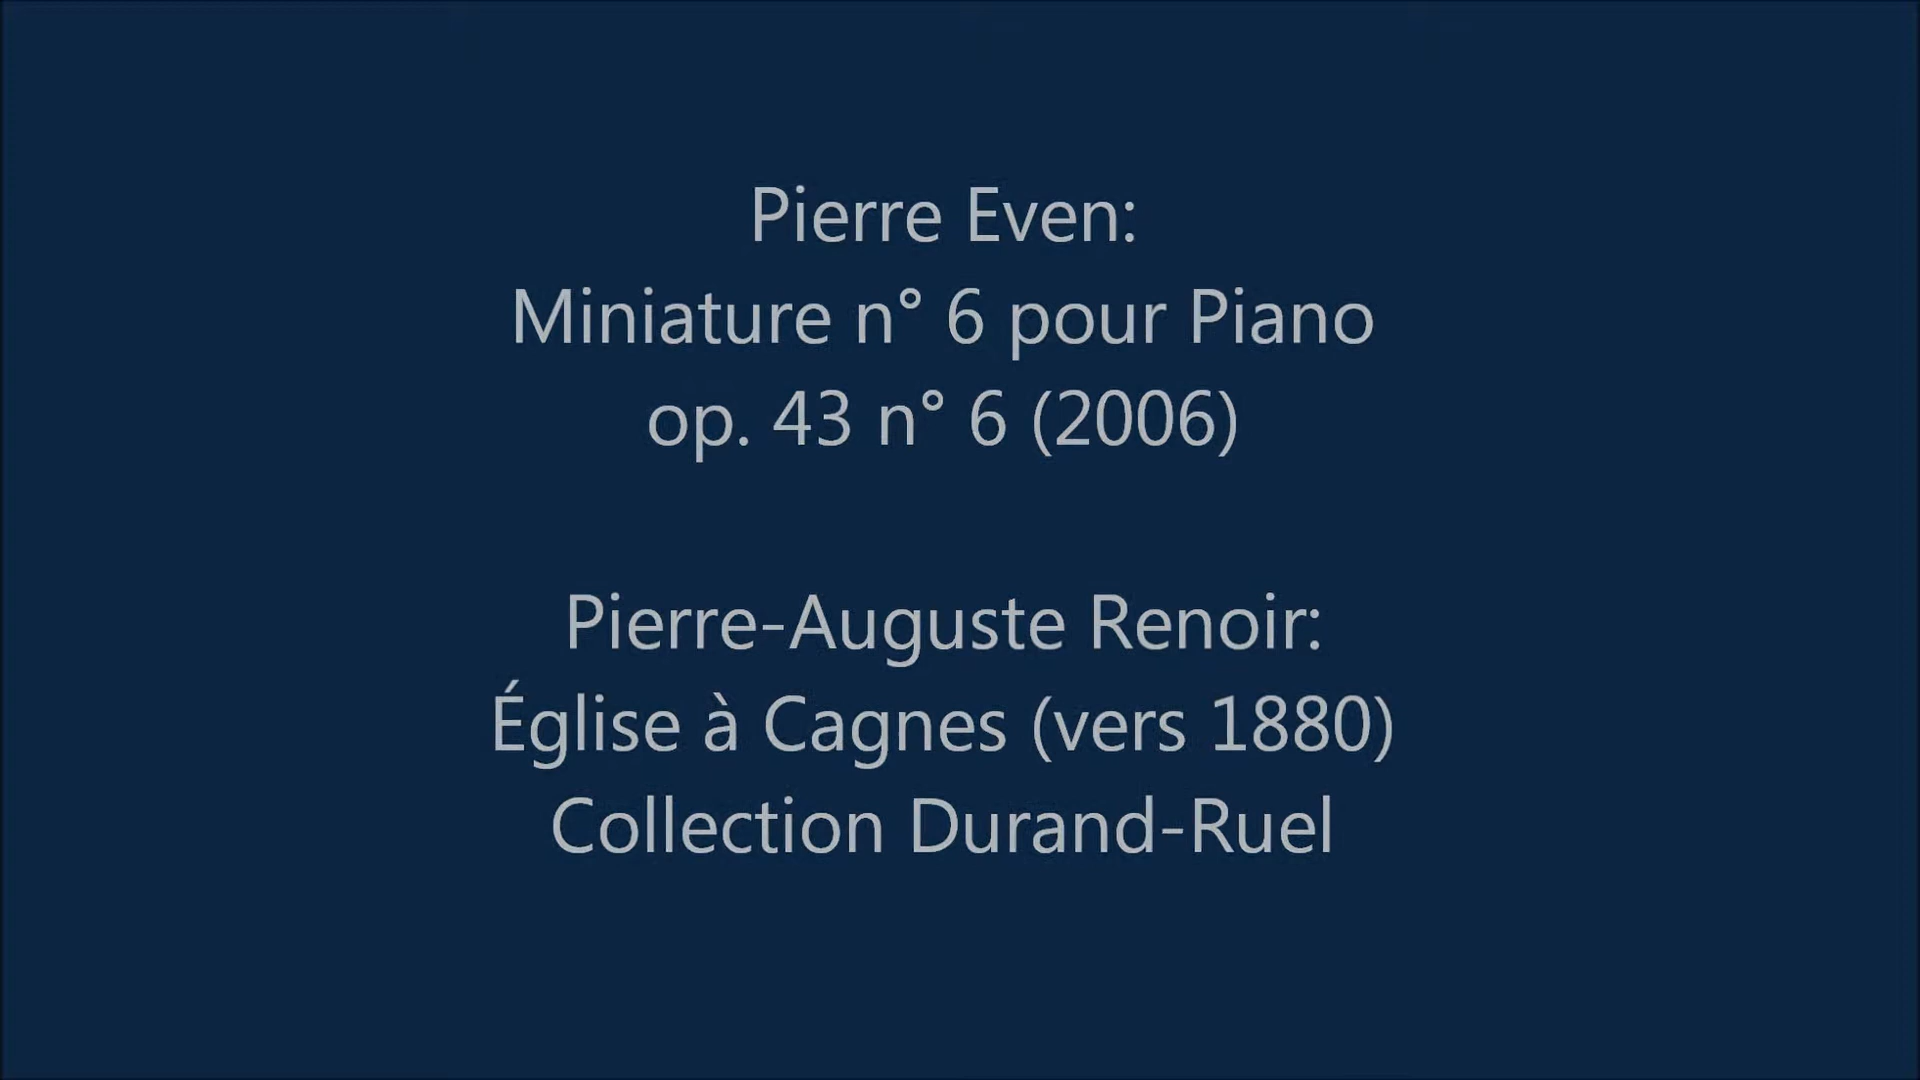 Pierre Even:
Miniature n° 6 pour Piano
op. 43 n° 6 (2006)
Pierre-Auguste Renoir:
Église à Cagnes (vers 1880)
Collection Durand-Ruel